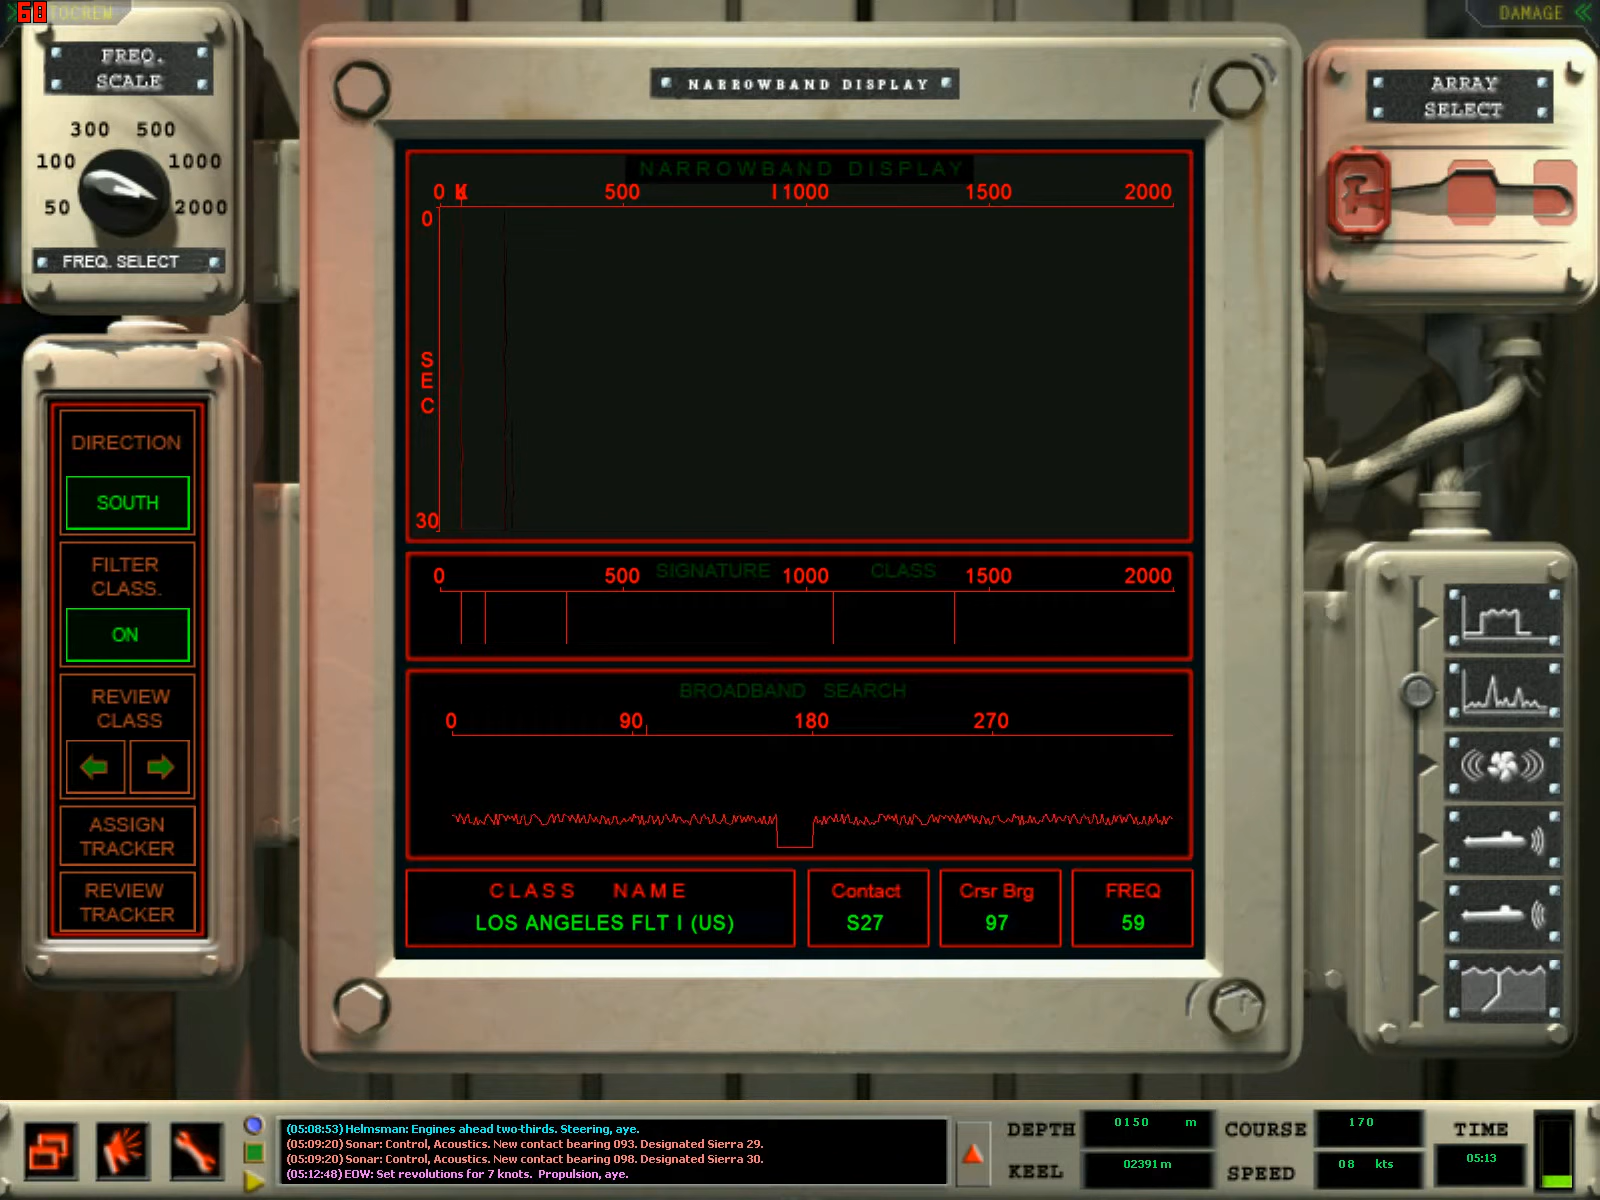 60
TOCREW
DAMAGE
FREQ.
SCALE
300 500
100 1000
50 2000
FREQ. SELECT
NARROWBAND DISPLAY
ARRAY
SELECT
NARROWBAND DISPLAY
0 500 1000 1500 2000
0
SEC
30
DIRECTION
SOUTH
FILTER
CLASS.
ON
REVIEW
CLASS
ASSIGN
TRACKER
REVIEW
TRACKER
SIGNATURE CLASS
0 500 1000 1500 2000
BROADBAND SEARCH
0 90 180 270
CLASS NAME
LOS ANGELES FLT I (US)
Contact
S27
Crsr Brg
97
FREQ
59
(05:08:53) Helmsman: Engines ahead two-thirds. Steering, aye.
(05:09:20) Sonar: Control, Acoustics. New contact bearing 093. Designated Sierra 29.
(05:09:20) Sonar: Control, Acoustics. New contact bearing 098. Designated Sierra 30.
(05:12:48) EOW: Set revolutions for 7 knots. Propulsion, aye.
DEPTH 0150 m
KEEL 02391 m
COURSE 170
SPEED 08 kts
TIME
05:13